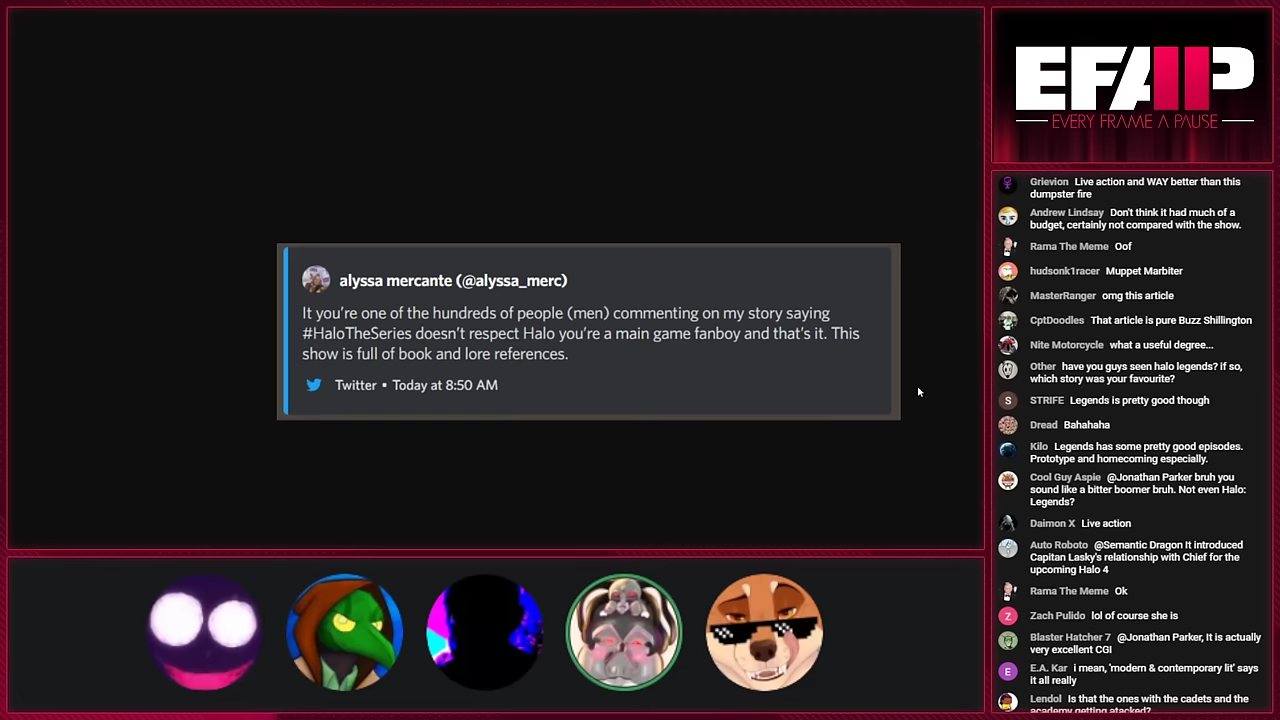 EFAP
EVERY FRAME A PAUSE
alyssa mercante (@alyssa_merc)
It you're one of the hundreds of people (men) commenting on my story saying
#HaloTheSeries doesn't respect Halo you're a main game fanboy and that's it. This
show is full of book and lore references.
Twitter • Today at 8:50 AM
Grievion Live action and WAY better than this
dumpster fire
Andrew Lindsay Don't think it had much of a
budget, certainly not compared with the show.
Rama The Meme Oof
hudsonk1racer Muppet Marbiter
MasterRanger omg this article
CptDoodles That article is pure Buzz Shillington
Nite Motorcycle what a useful degree...
Other have you guys seen halo legends? if so,
which story was your favourite?
S
STRIFE Legends is pretty good though
Dread Bahahaha
Kilo Legends has some pretty good episodes.
Prototype and homecoming especially.
Cool Guy Aspie @Jonathan Parker bruh you
sound like a bitter boomer bruh. Not even Halo:
Legends?
Daimon X Live action
Auto Roboto @Semantic Dragon It introduced
Capitan Lasky's relationship with Chief for the
upcoming Halo 4
Rama The Meme Ok
Z
Zach Pulido lol of course she is
Blaster Hatcher 7 @Jonathan Parker, It is actually
very excellent CGI
E
E.A. Kar i mean, 'modern & contemporary lit' says
it all really
Lendol Is that the ones with the cadets and the
academy getting atacked?